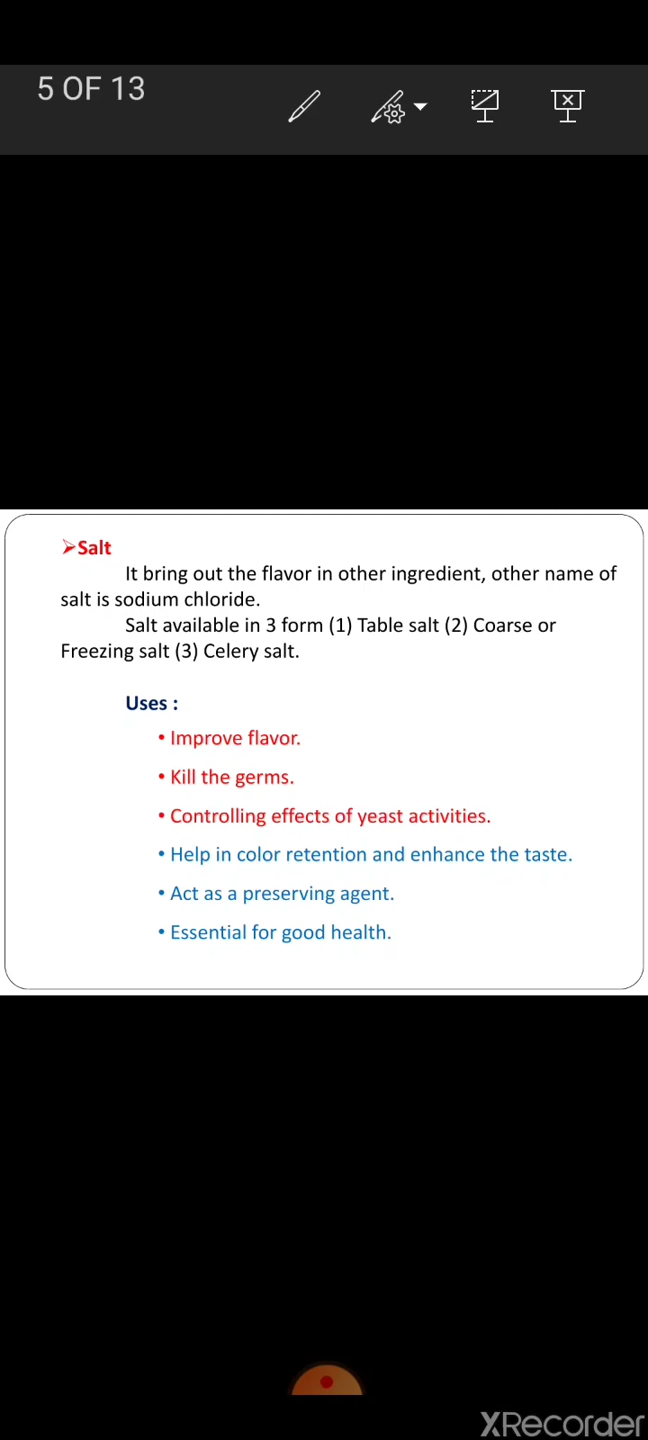 5 OF 13
➢Salt
It bring out the flavor in other ingredient, other name of
salt is sodium chloride.
Salt available in 3 form (1) Table salt (2) Coarse or
Freezing salt (3) Celery salt.
Uses :
• Improve flavor.
• Kill the germs.
• Controlling effects of yeast activities.
• Help in color retention and enhance the taste.
• Act as a preserving agent.
• Essential for good health.
XRecorder